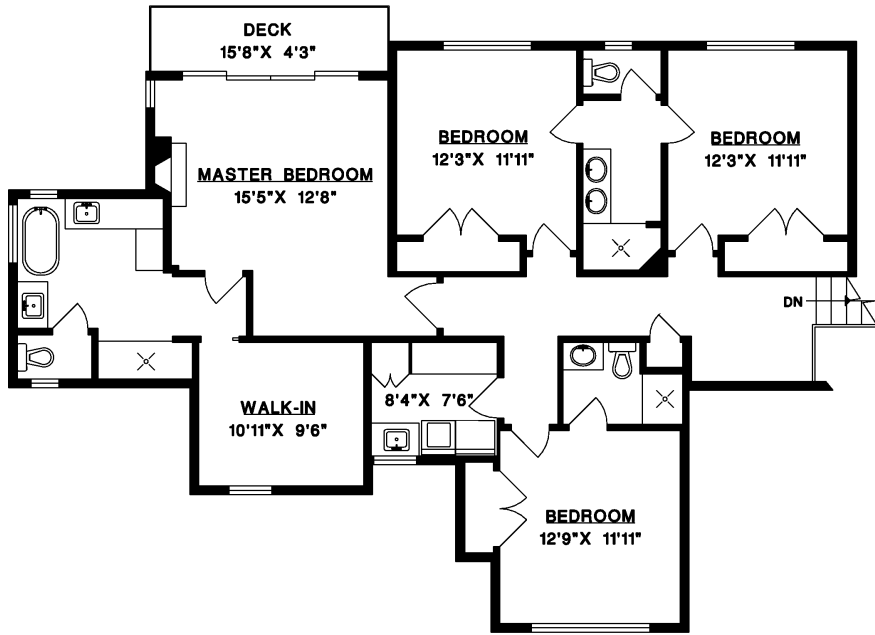 DECK
15'8"X 4'3"
BEDROOM
12'3"X 11'11"
BEDROOM
12'3"X 11'11"
MASTER BEDROOM
15'5"X 12'8"
DN
WALK-IN
10'11"X 9'6"
8'4"X 7'6"
BEDROOM
12'9"X 11'11"